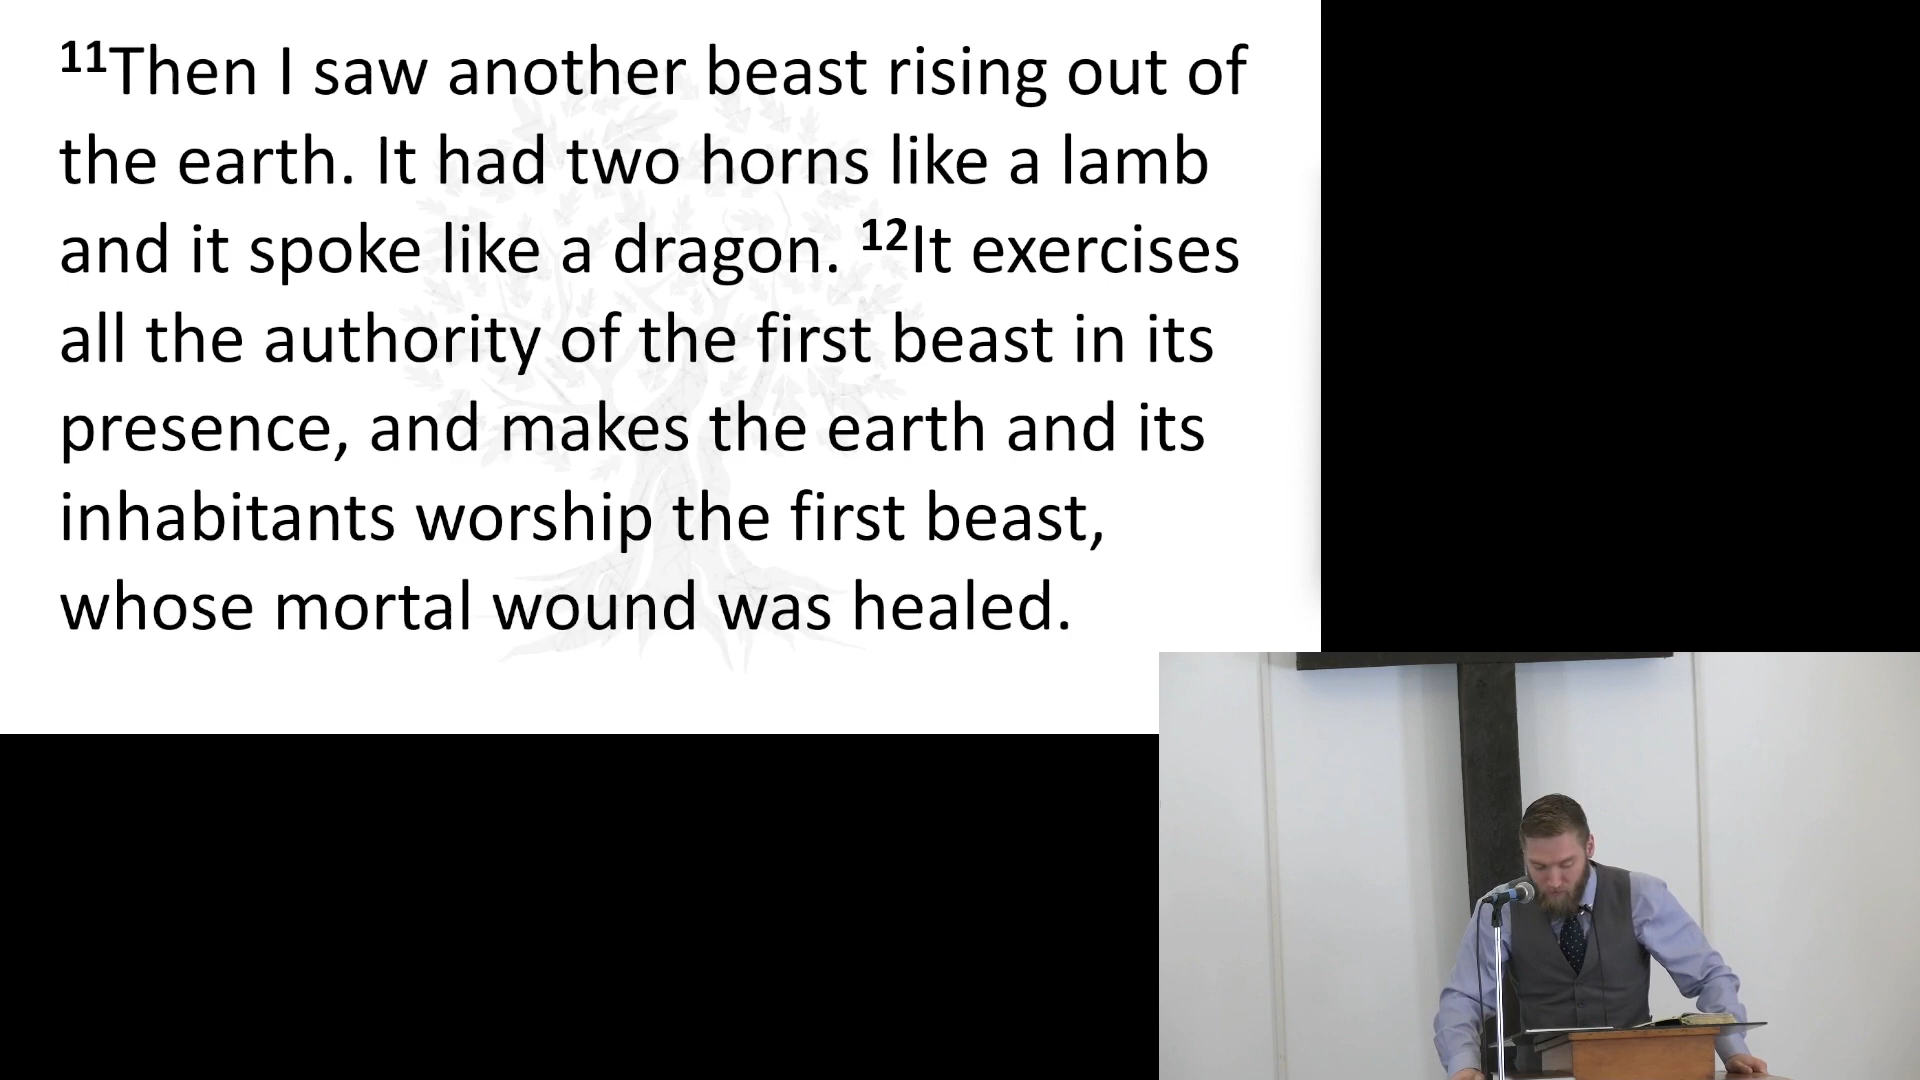 11Then I saw another beast rising out of
the earth. It had two horns like a lamb
and it spoke like a dragon. 12It exercises
all the authority of the first beast in its
presence, and makes the earth and its
inhabitants worship the first beast,
whose mortal wound was healed.